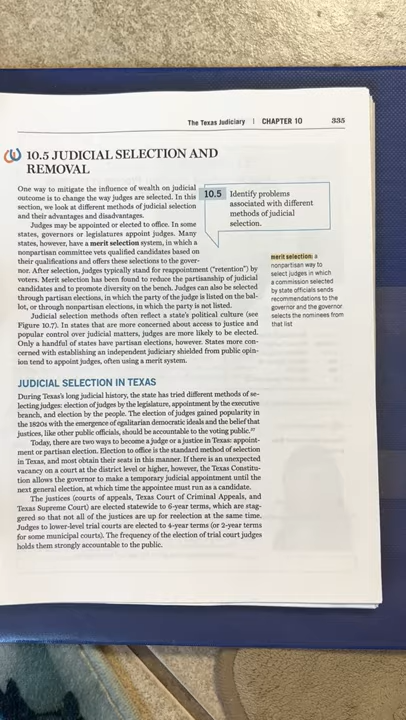 The Texas Judiciary | CHAPTER 10 335
10.5 JUDICIAL SELECTION AND
REMOVAL
One way to mitigate the influence of wealth on judicial
outcome is to change the way judges are selected. In this
section, we look at different methods of judicial selection
and their advantages and disadvantages.
Judges may be appointed or elected to office. In some
states, governors or legislatures appoint judges. Many
states, however, have a merit selection system, in which a
nonpartisan committee vets qualified candidates based on
their qualifications and offers these selections to the gover-
nor. After selection, judges typically stand for reappointment ("retention") by
voters. Merit selection has been found to reduce the partisanship of judicial
candidates and to promote diversity on the bench. Judges can also be selected
through partisan elections, in which the party of the judge is listed on the bal-
lot, or through nonpartisan elections, in which the party is not listed.
Judicial selection methods often reflect a state's political culture (see
Figure 10.7). In states that are more concerned about access to justice and
popular control over judicial matters, judges are more likely to be elected.
Only a handful of states have partisan elections, however. States more con-
cerned with establishing an independent judiciary shielded from public opin-
ion tend to appoint judges, often using a merit system.
10.5 Identify problems
associated with different
methods of judicial
selection.
merit selection: a
nonpartisan way to
select judges in which
a commission selected
by state officials sends
recommendations to the
governor and the governor
selects the nominees from
that list
JUDICIAL SELECTION IN TEXAS
During Texas's long judicial history, the state has tried different methods of se-
lecting judges: election of judges by the legislature, appointment by the executive
branch, and election by the people. The election of judges gained popularity in
the 1820s with the emergence of egalitarian democratic ideals and the belief that
justices, like other public officials, should be accountable to the voting public.
Today, there are two ways to become a judge or a justice in Texas: appoint-
ment or partisan election. Election to office is the standard method of selection
in Texas, and most obtain their seats in this manner. If there is an unexpected
vacancy on a court at the district level or higher, however, the Texas Constitu-
tion allows the governor to make a temporary judicial appointment until the
next general election, at which time the appointee must run as a candidate.
The justices (courts of appeals, Texas Court of Criminal Appeals, and
Texas Supreme Court) are elected statewide to 6-year terms, which are stag-
gered so that not all of the justices are up for reelection at the same time.
Judges to lower-level trial courts are elected to 4-year terms (or 2-year terms
for some municipal courts). The frequency of the election of trial court judges
holds them strongly accountable to the public.